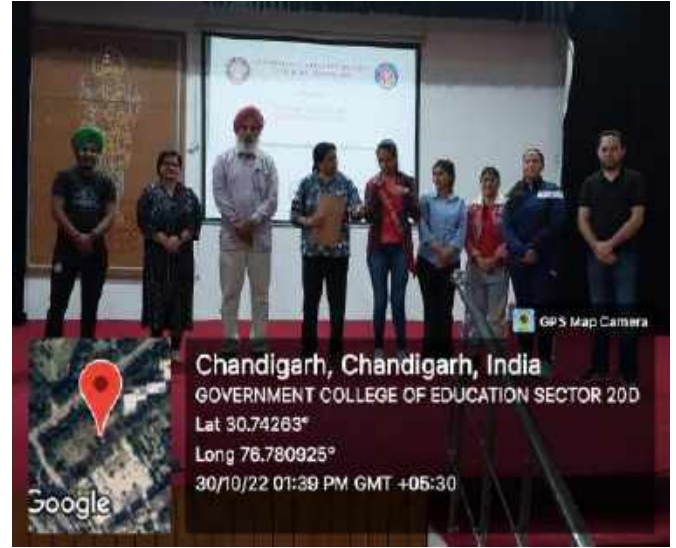 GPS Map Camera
Chandigarh, Chandigarh, India
GOVERNMENT COLLEGE OF EDUCATION SECTOR 20D
Lat 30.74263°
Long 76.780925°
30/10/22 01:39 PM GMT +05:30
Google